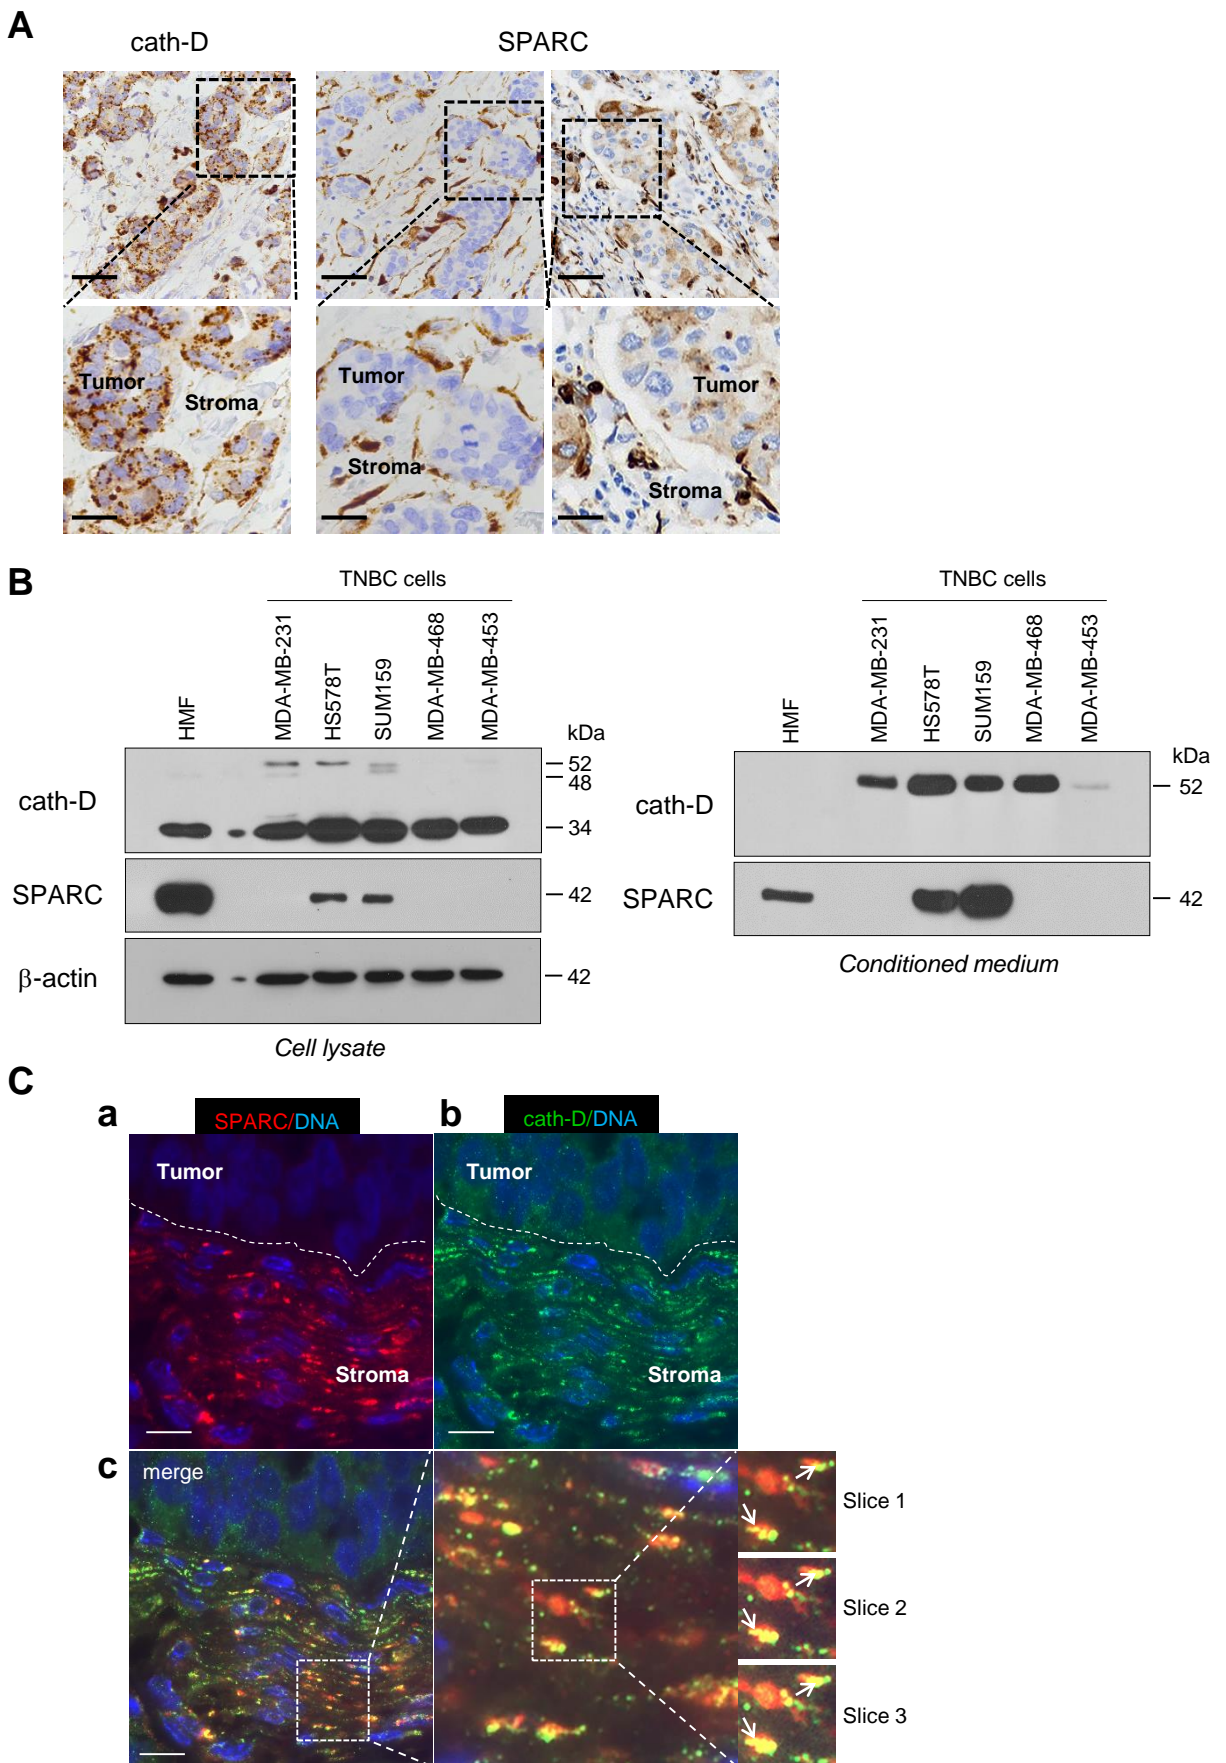 A
cath-D
SPARC
Tumor
Stroma
Tumor
Stroma
Tumor
Stroma
B
TNBC cells
HMF
MDA-MB-231
HS578T
SUM159
MDA-MB-468
MDA-MB-453
kDa
cath-D
52
48
34
SPARC
42
β-actin
42
Cell lysate
TNBC cells
HMF
MDA-MB-231
HS578T
SUM159
MDA-MB-468
MDA-MB-453
kDa
cath-D
52
SPARC
42
Conditioned medium
C
a
SPARC/DNA
b
cath-D/DNA
Tumor
Stroma
Tumor
Stroma
c
merge
Slice 1
Slice 2
Slice 3